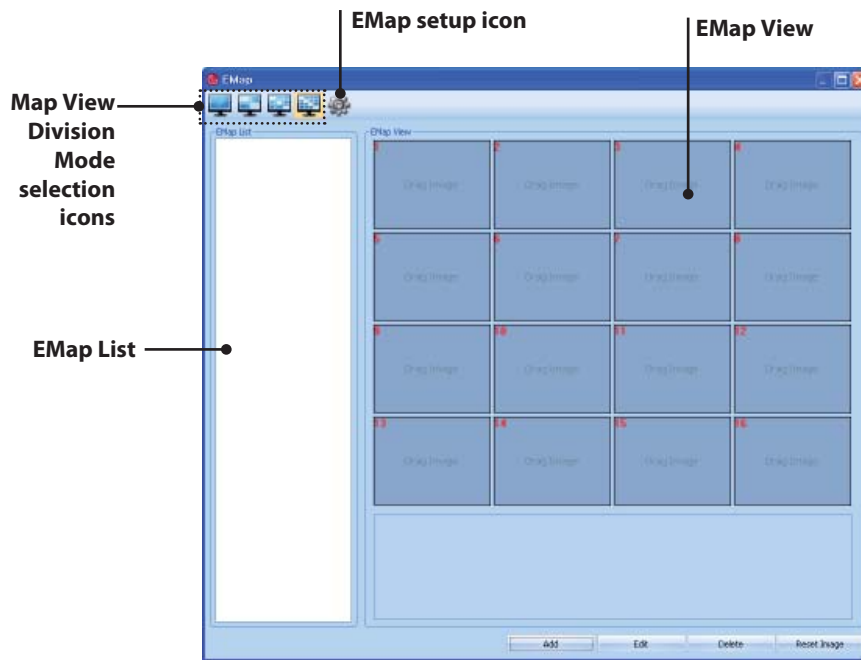 EMap setup icon
EMap View
EMap
Map View
Division
Mode
selection
icons
EMap List
EMap View
1
2
3
4
Drag Image
Drag Image
Drag Image
Drag Image
5
6
7
8
Drag Image
Drag Image
Drag Image
Drag Image
9
10
11
12
Drag Image
Drag Image
Drag Image
Drag Image
EMap List
13
14
15
16
Drag Image
Drag Image
Drag Image
Drag Image
Add
Edit
Delete
Reset Image